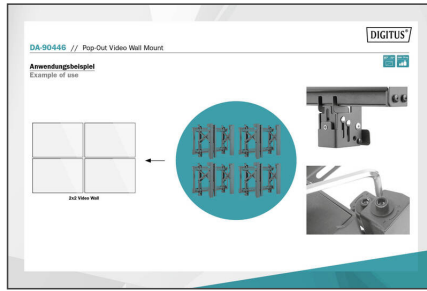 DIGITUS®
DA-90446 // Pop-Out Video Wall Mount
Anwendungsbeispiel
Example of use
2x2 Video Wall